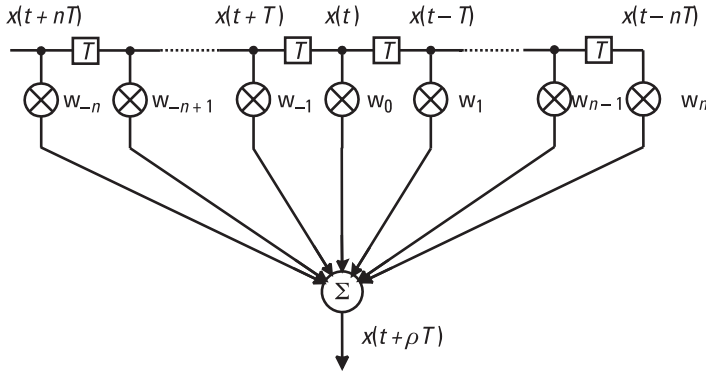 x(t + nT) x(t + T) x(t) x(t – T) x(t – nT)
T T T T
w₋ₙ w₋ₙ₊₁ w₋₁ w₀ w₁ wₙ₋₁ wₙ
Σ
x(t + ρT)